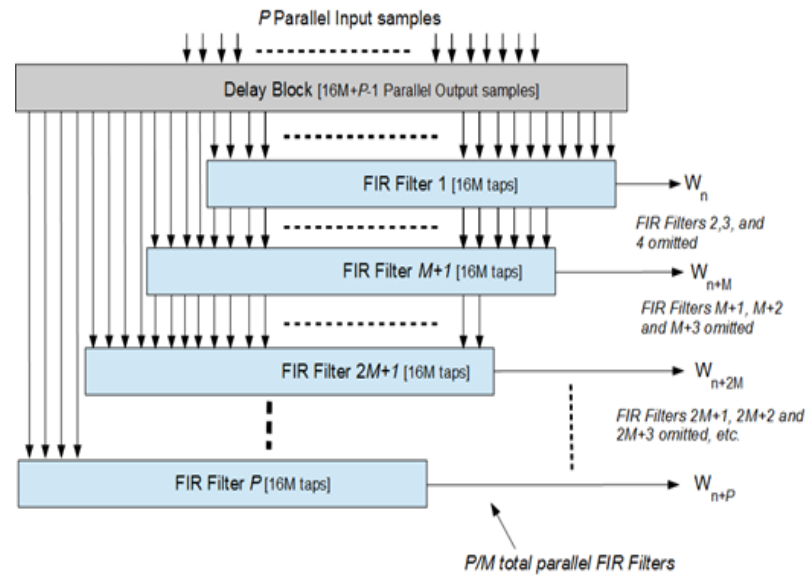 P Parallel Input samples
Delay Block [16M+P-1 Parallel Output samples]
FIR Filter 1 [16M taps]
Wn
FIR Filters 2,3, and
4 omitted
FIR Filter M+1 [16M taps]
Wn+M
FIR Filters M+1, M+2
and M+3 omitted
FIR Filter 2M+1 [16M taps]
Wn+2M
FIR Filters 2M+1, 2M+2 and
2M+3 omitted, etc.
FIR Filter P [16M taps]
Wn+P
P/M total parallel FIR Filters